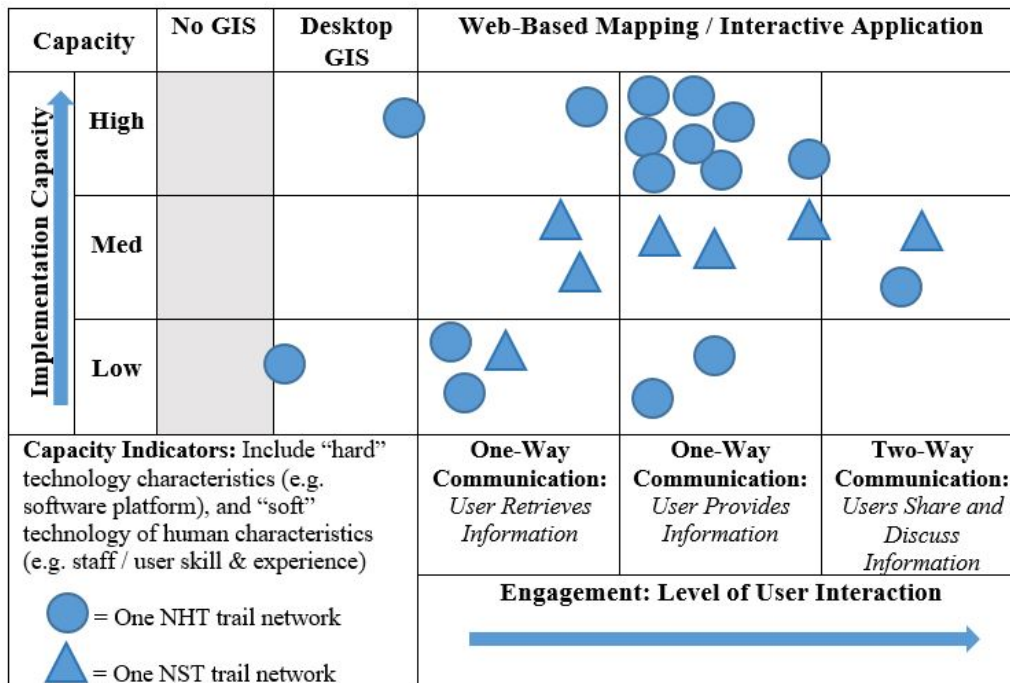 Capacity
No GIS
Desktop
GIS
Web-Based Mapping / Interactive Application
Implementation Capacity
High
Med
Low
Capacity Indicators: Include “hard”
technology characteristics (e.g.
software platform), and “soft”
technology of human characteristics
(e.g. staff / user skill & experience)
= One NHT trail network
= One NST trail network
One-Way
Communication:
User Retrieves
Information
One-Way
Communication:
User Provides
Information
Two-Way
Communication:
Users Share and
Discuss
Information
Engagement: Level of User Interaction